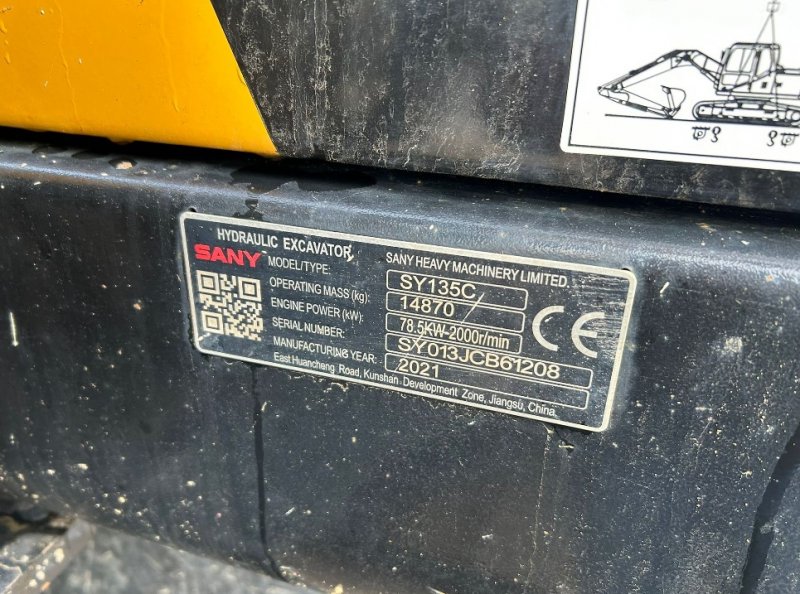 HYDRAULIC EXCAVATOR
SANY HEAVY MACHINERY LIMITED.
SANY
MODEL/TYPE: SY135C/
OPERATING MASS (kg): 14870
ENGINE POWER (kW): 78.5KW-2000r/min
SERIAL NUMBER: SY013JCB61208
MANUFACTURING YEAR: 2021
East Huancheng Road, Kunshan Development Zone, Jiangsu, China
CE